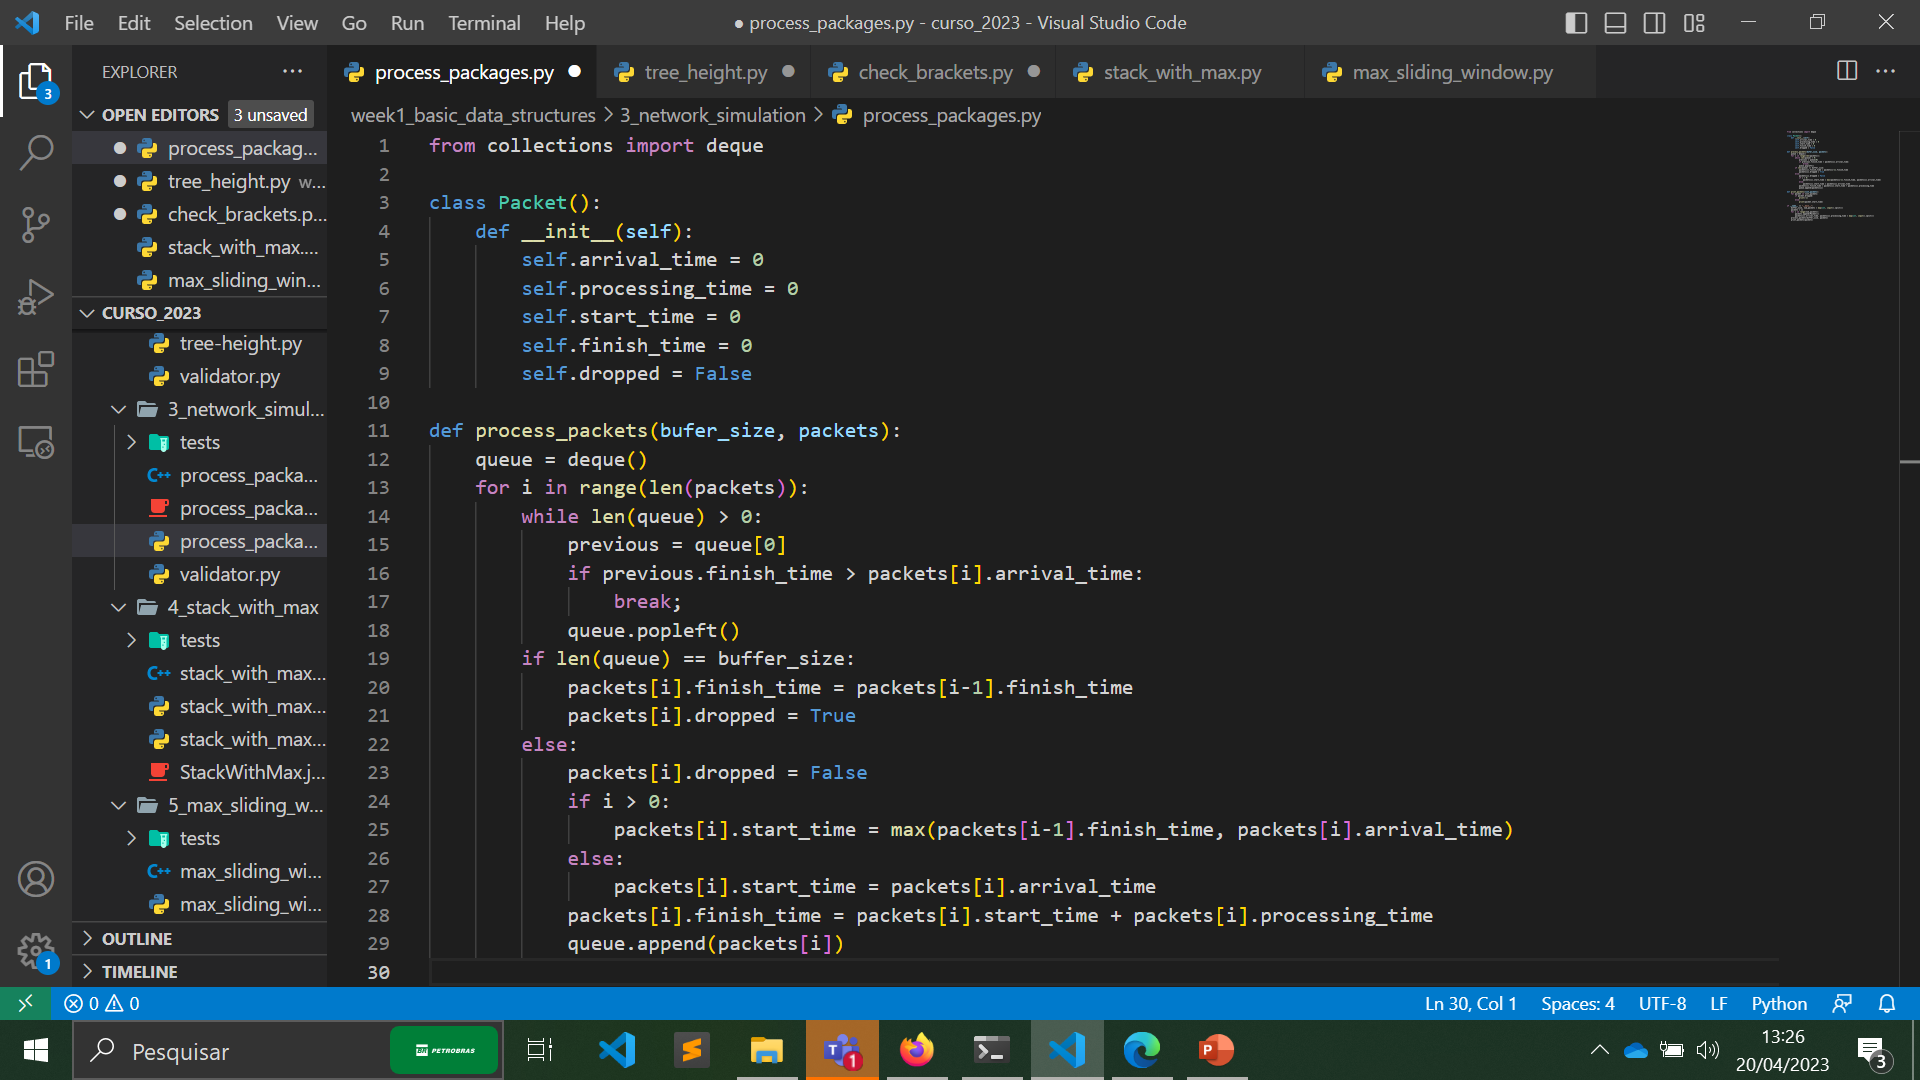 File Edit Selection View Go Run Terminal Help
● process_packages.py - curso_2023 - Visual Studio Code
EXPLORER
process_packages.py
tree_height.py
check_brackets.py
stack_with_max.py
max_sliding_window.py
3
OPEN EDITORS 3 unsaved
process_packag...
tree_height.py w...
check_brackets.p...
stack_with_max....
max_sliding_win...
CURSO_2023
tree-height.py
validator.py
3_network_simul...
tests
process_packa...
process_packa...
process_packa...
validator.py
4_stack_with_max
tests
stack_with_max...
stack_with_max...
stack_with_max...
StackWithMax.j...
5_max_sliding_w...
tests
max_sliding_wi...
max_sliding_wi...
OUTLINE
TIMELINE
1
week1_basic_data_structures > 3_network_simulation > process_packages.py
1 from collections import deque
2
3 class Packet():
4 def __init__(self):
5 self.arrival_time = 0
6 self.processing_time = 0
7 self.start_time = 0
8 self.finish_time = 0
9 self.dropped = False
10
11 def process_packets(bufer_size, packets):
12 queue = deque()
13 for i in range(len(packets)):
14 while len(queue) > 0:
15 previous = queue[0]
16 if previous.finish_time > packets[i].arrival_time:
17 break;
18 queue.popleft()
19 if len(queue) == buffer_size:
20 packets[i].finish_time = packets[i-1].finish_time
21 packets[i].dropped = True
22 else:
23 packets[i].dropped = False
24 if i > 0:
25 packets[i].start_time = max(packets[i-1].finish_time, packets[i].arrival_time)
26 else:
27 packets[i].start_time = packets[i].arrival_time
28 packets[i].finish_time = packets[i].start_time + packets[i].processing_time
29 queue.append(packets[i])
30
0 0
Ln 30, Col 1 Spaces: 4 UTF-8 LF Python
Pesquisar
BR PETROBRAS
1
13:26
20/04/2023
3